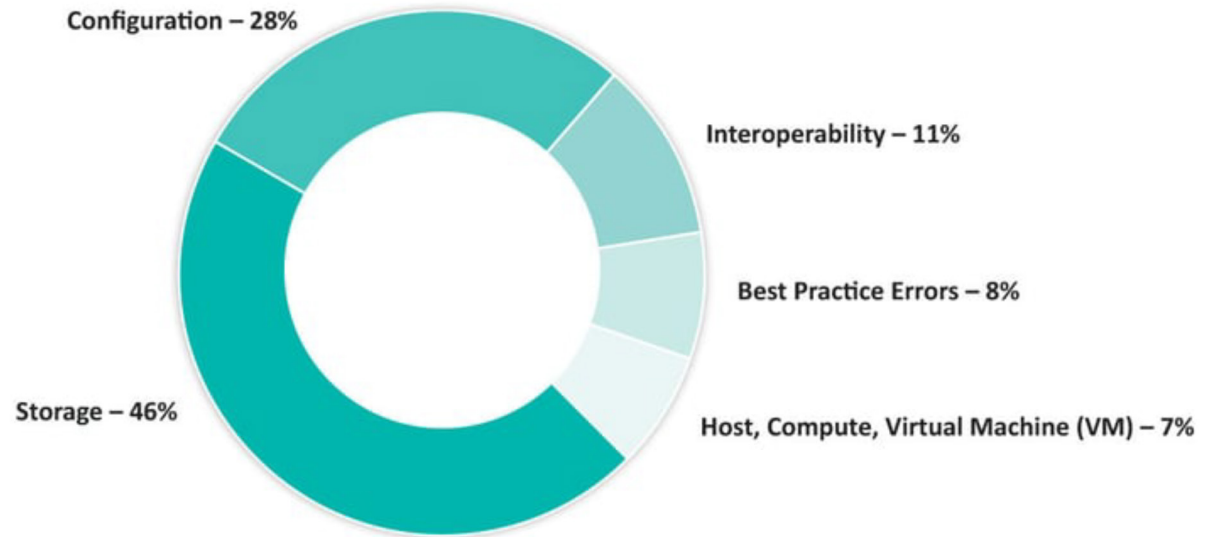 Configuration – 28%
Interoperability – 11%
Best Practice Errors – 8%
Storage – 46%
Host, Compute, Virtual Machine (VM) – 7%